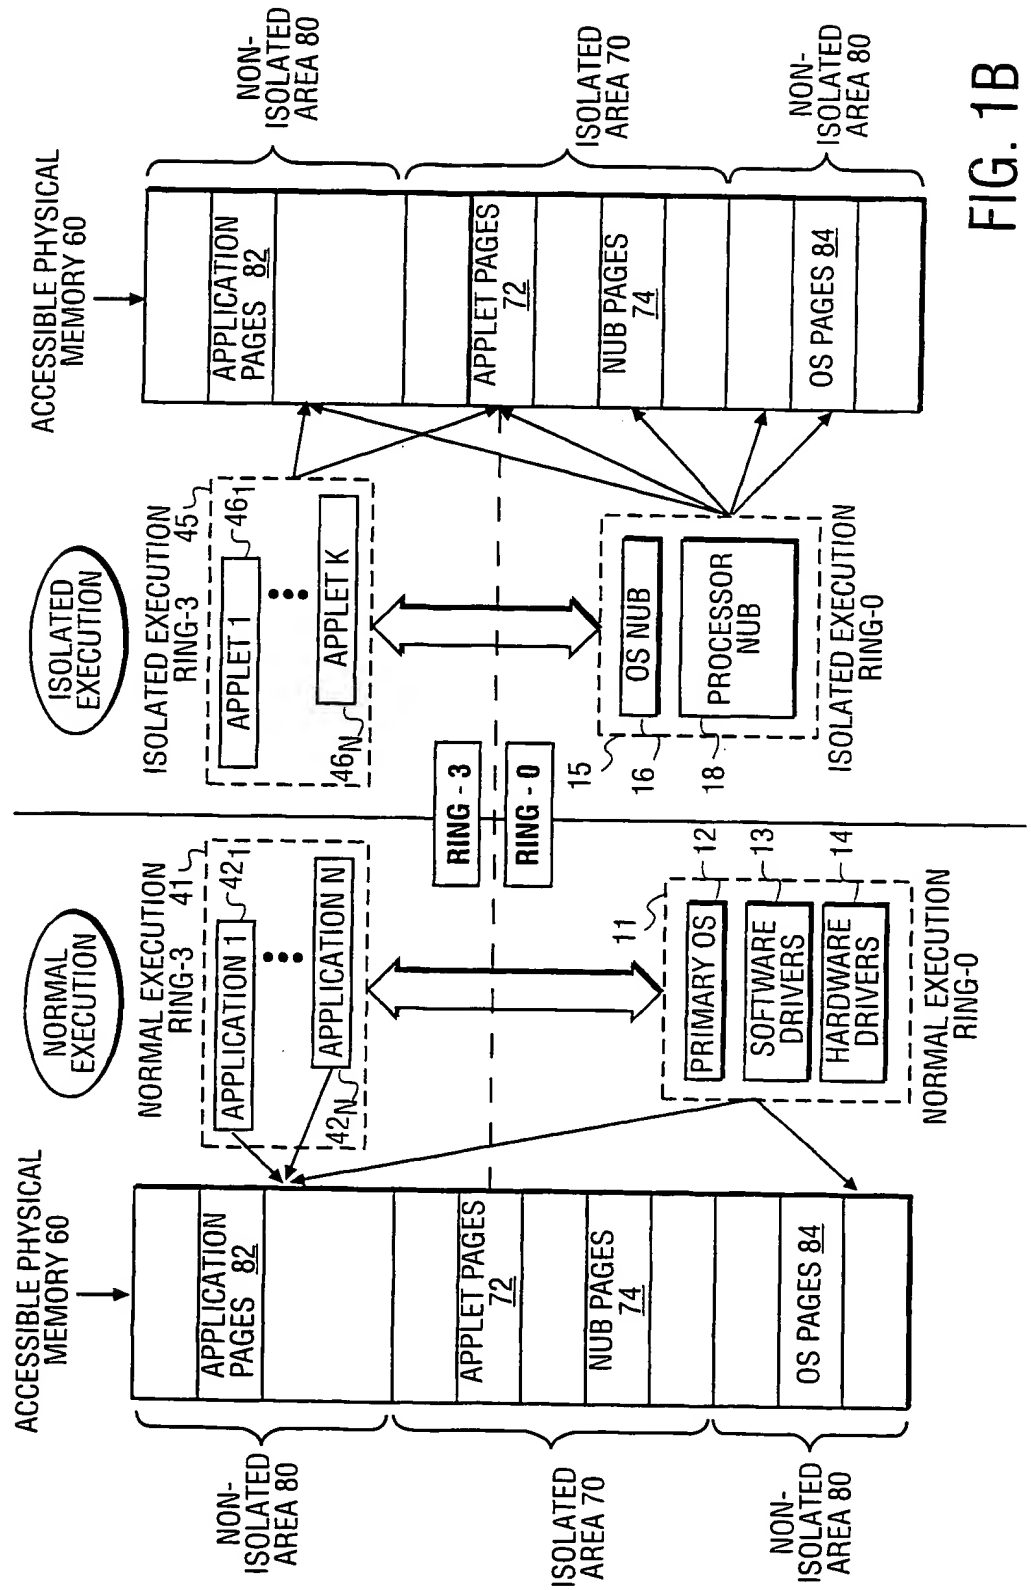 ACCESSIBLE PHYSICAL
MEMORY 60
NON-
ISOLATED
AREA 80
APPLICATION
PAGES 82
ISOLATED
AREA 70
APPLET PAGES
72
NUB PAGES
74
NON-
ISOLATED
AREA 80
OS PAGES 84
NORMAL
EXECUTION
NORMAL EXECUTION
RING-3
41
APPLICATION 1
42₁
APPLICATION N
42N
RING - 3
RING - 0
11
PRIMARY OS
12
SOFTWARE
DRIVERS
13
HARDWARE
DRIVERS
14
NORMAL EXECUTION
RING-0
ISOLATED
EXECUTION
ISOLATED EXECUTION
RING-3
45
APPLET 1
46₁
APPLET K
46N
15
OS NUB
16
PROCESSOR
NUB
18
ISOLATED EXECUTION
RING-0
ACCESSIBLE PHYSICAL
MEMORY 60
APPLICATION
PAGES 82
NON-
ISOLATED
AREA 80
APPLET PAGES
72
NUB PAGES
74
ISOLATED
AREA 70
OS PAGES 84
NON-
ISOLATED
AREA 80
FIG. 1B